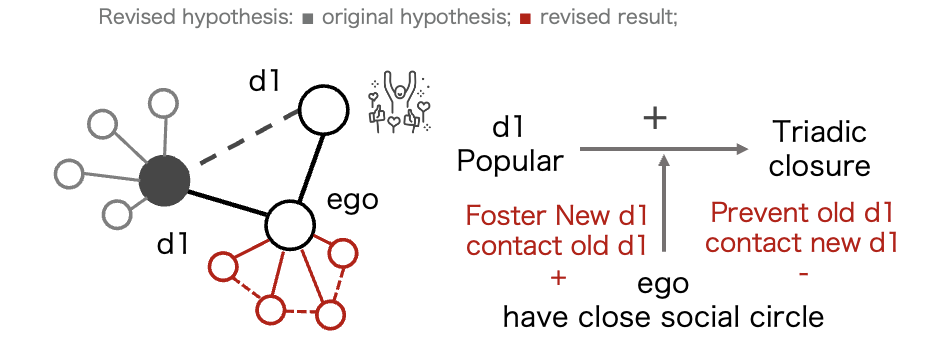 Revised hypothesis: ■ original hypothesis; ■ revised result;
d1
ego
d1
d1
Popular
+
Triadic
closure
Foster New d1
contact old d1
+
Prevent old d1
contact new d1
-
ego
have close social circle